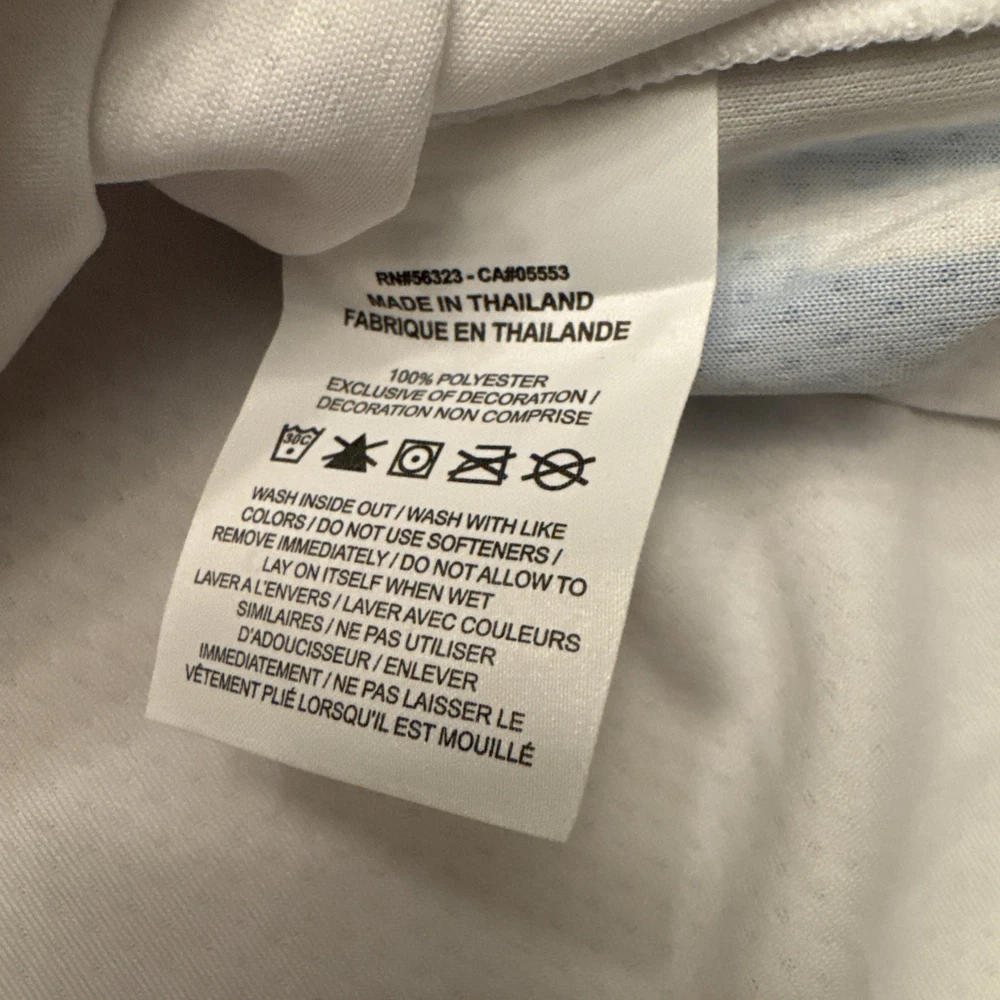 RN#56323 - CA#05553
MADE IN THAILAND
FABRIQUE EN THAILANDE
100% POLYESTER
EXCLUSIVE OF DECORATION /
DECORATION NON COMPRISE
30C
WASH INSIDE OUT / WASH WITH LIKE
COLORS / DO NOT USE SOFTENERS /
REMOVE IMMEDIATELY / DO NOT ALLOW TO
LAY ON ITSELF WHEN WET
LAVER A L'ENVERS / LAVER AVEC COULEURS
SIMILAIRES / NE PAS UTILISER
D'ADOUCISSEUR / ENLEVER
IMMEDIATEMENT / NE PAS LAISSER LE
VÊTEMENT PLIÉ LORSQU'IL EST MOUILLÉ